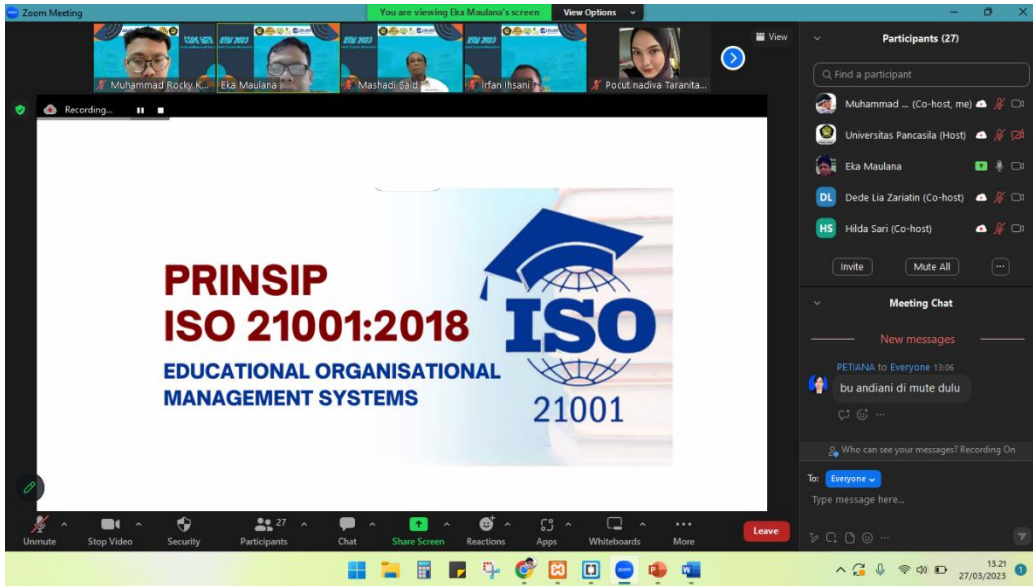 Zoom Meeting
You are viewing Eka Maulana's screen
View Options
Muhammad Rocky K...
Eka Maulana
Mashadi Said
Irfan Ihsani
Pocut nadiva Taranita...
View
Recording...
PRINSIP
ISO 21001:2018
EDUCATIONAL ORGANISATIONAL
MANAGEMENT SYSTEMS
ISO
21001
Participants (27)
Find a participant
Muhammad ... (Co-host, me)
Universitas Pancasila (Host)
Eka Maulana
DL
Dede Lia Zariatin (Co-host)
HS
Hilda Sari (Co-host)
Invite
Mute All
Meeting Chat
New messages
PETIANA to Everyone 13:06
bu andiani di mute dulu
Who can see your messages? Recording On
To: Everyone
Type message here...
Unmute
Stop Video
Security
27
Participants
Chat
Share Screen
Reactions
Apps
Whiteboards
More
Leave
13.21
27/03/2023
1